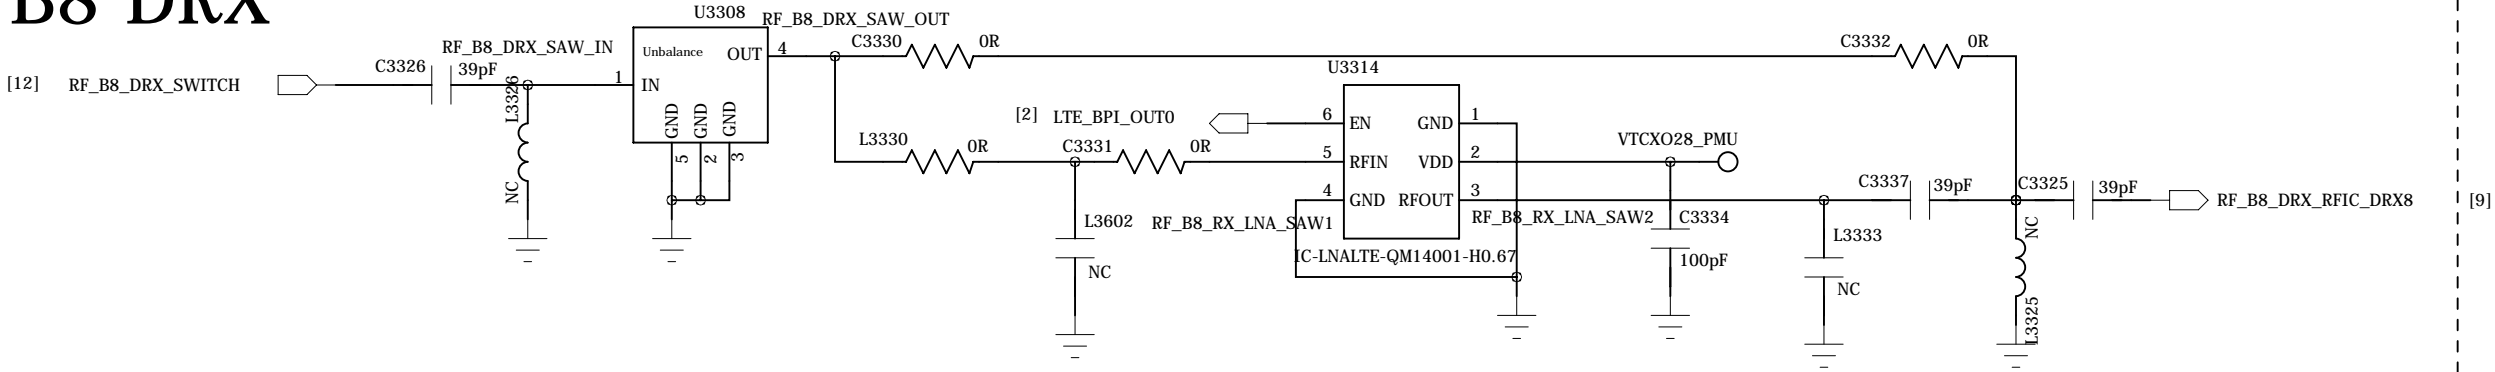 B8 DRX
U3308
RF_B8_DRX_SAW_OUT
RF_B8_DRX_SAW_IN
Unbalance
OUT
4
C3330
0R
C3332
0R
[12]
RF_B8_DRX_SWITCH
C3326
39pF
L3326
NC
1
IN
GND
GND
GND
5
2
3
U3314
[2]
LTE_BPI_OUT0
6
EN
GND
1
L3330
0R
C3331
0R
5
RFIN
VDD
2
VTCXO28_PMU
4
GND
RFOUT
3
RF_B8_RX_LNA_SAW1
RF_B8_RX_LNA_SAW2
IC-LNALTE-QM14001-H0.67
L3602
NC
C3334
100pF
C3337
39pF
C3325
39pF
RF_B8_DRX_RFIC_DRX8
[9]
L3333
NC
NC
L3325